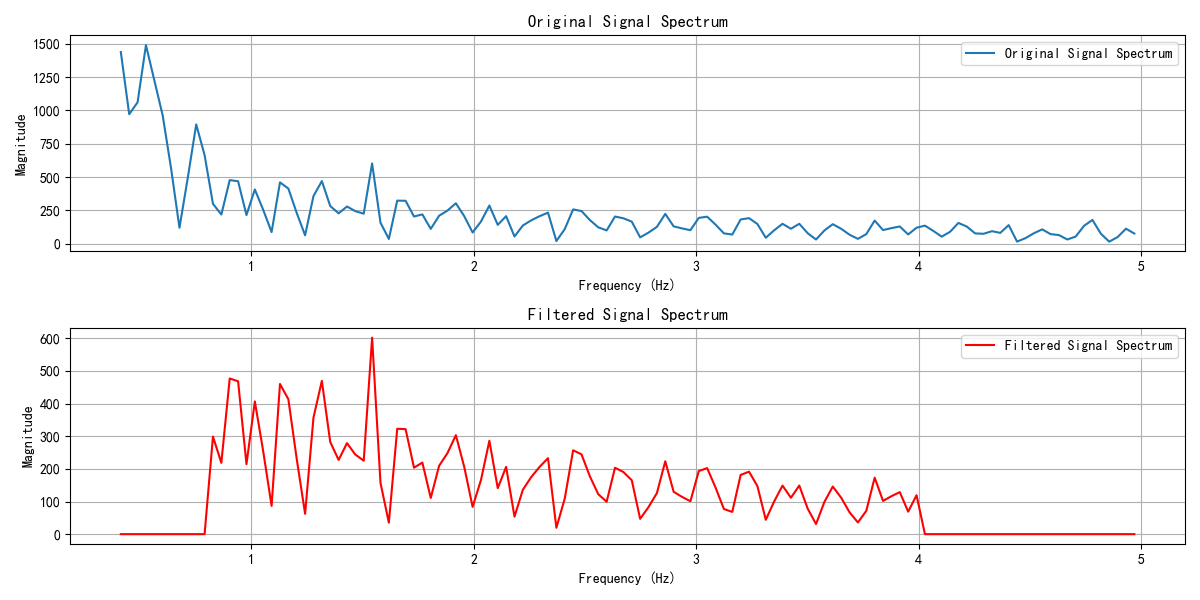 Original Signal Spectrum
Original Signal Spectrum
Magnitude
1500
1250
1000
750
500
250
0
1 2 3 4 5
Frequency (Hz)
Filtered Signal Spectrum
Filtered Signal Spectrum
Magnitude
600
500
400
300
200
100
0
1 2 3 4 5
Frequency (Hz)